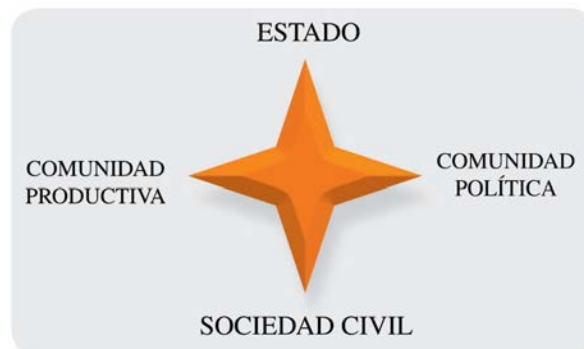 ESTADO
COMUNIDAD
PRODUCTIVA
COMUNIDAD
POLÍTICA
SOCIEDAD CIVIL